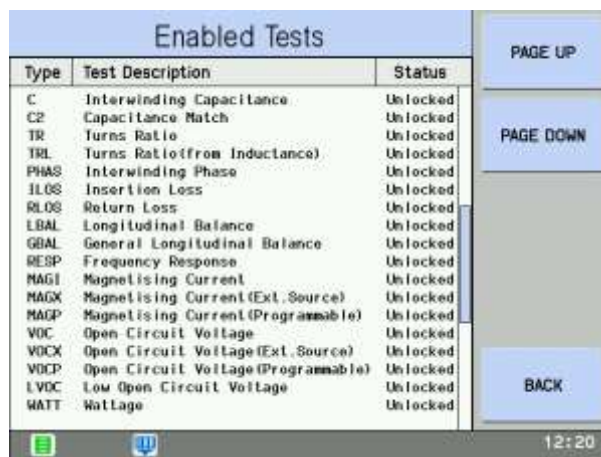 Enabled Tests
Type Test Description Status
C Interwinding Capacitance Unlocked
C2 Capacitance Match Unlocked
TR Turns Ratio Unlocked
TRL Turns Ratio(from Inductance) Unlocked
PHAS Interwinding Phase Unlocked
ILOS Insertion Loss Unlocked
RLOS Return Loss Unlocked
LBAL Longitudinal Balance Unlocked
GBAL General Longitudinal Balance Unlocked
RESP Frequency Response Unlocked
MAGI Magnetising Current Unlocked
MAGX Magnetising Current(Ext.Source) Unlocked
MAGP Magnetising Current(Programmable) Unlocked
VOC Open Circuit Voltage Unlocked
VOCX Open Circuit Voltage(Ext.Source) Unlocked
VOCP Open Circuit Voltage(Programmable) Unlocked
LVOC Low Open Circuit Voltage Unlocked
WATT Wattage Unlocked
PAGE UP
PAGE DOWN
BACK
12:20